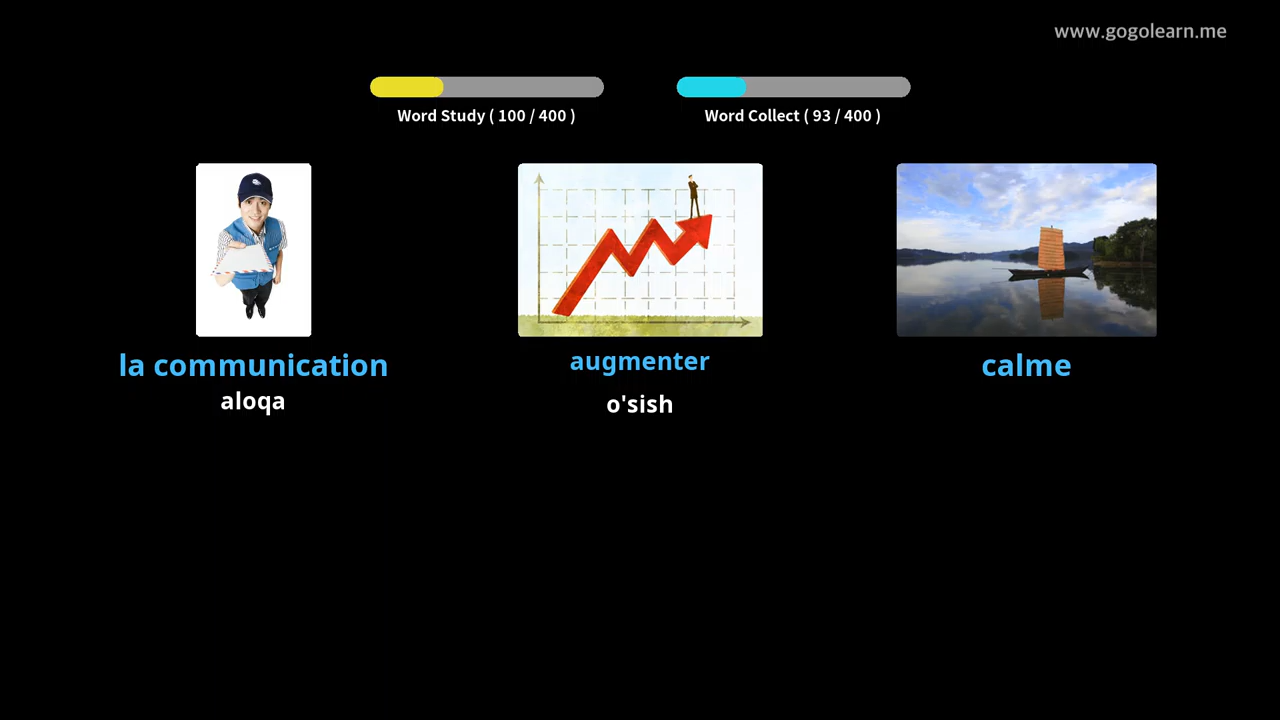 www.gogolearn.me
Word Study ( 100 / 400 )
Word Collect ( 93 / 400 )
la communication
aloqa
augmenter
o'sish
calme